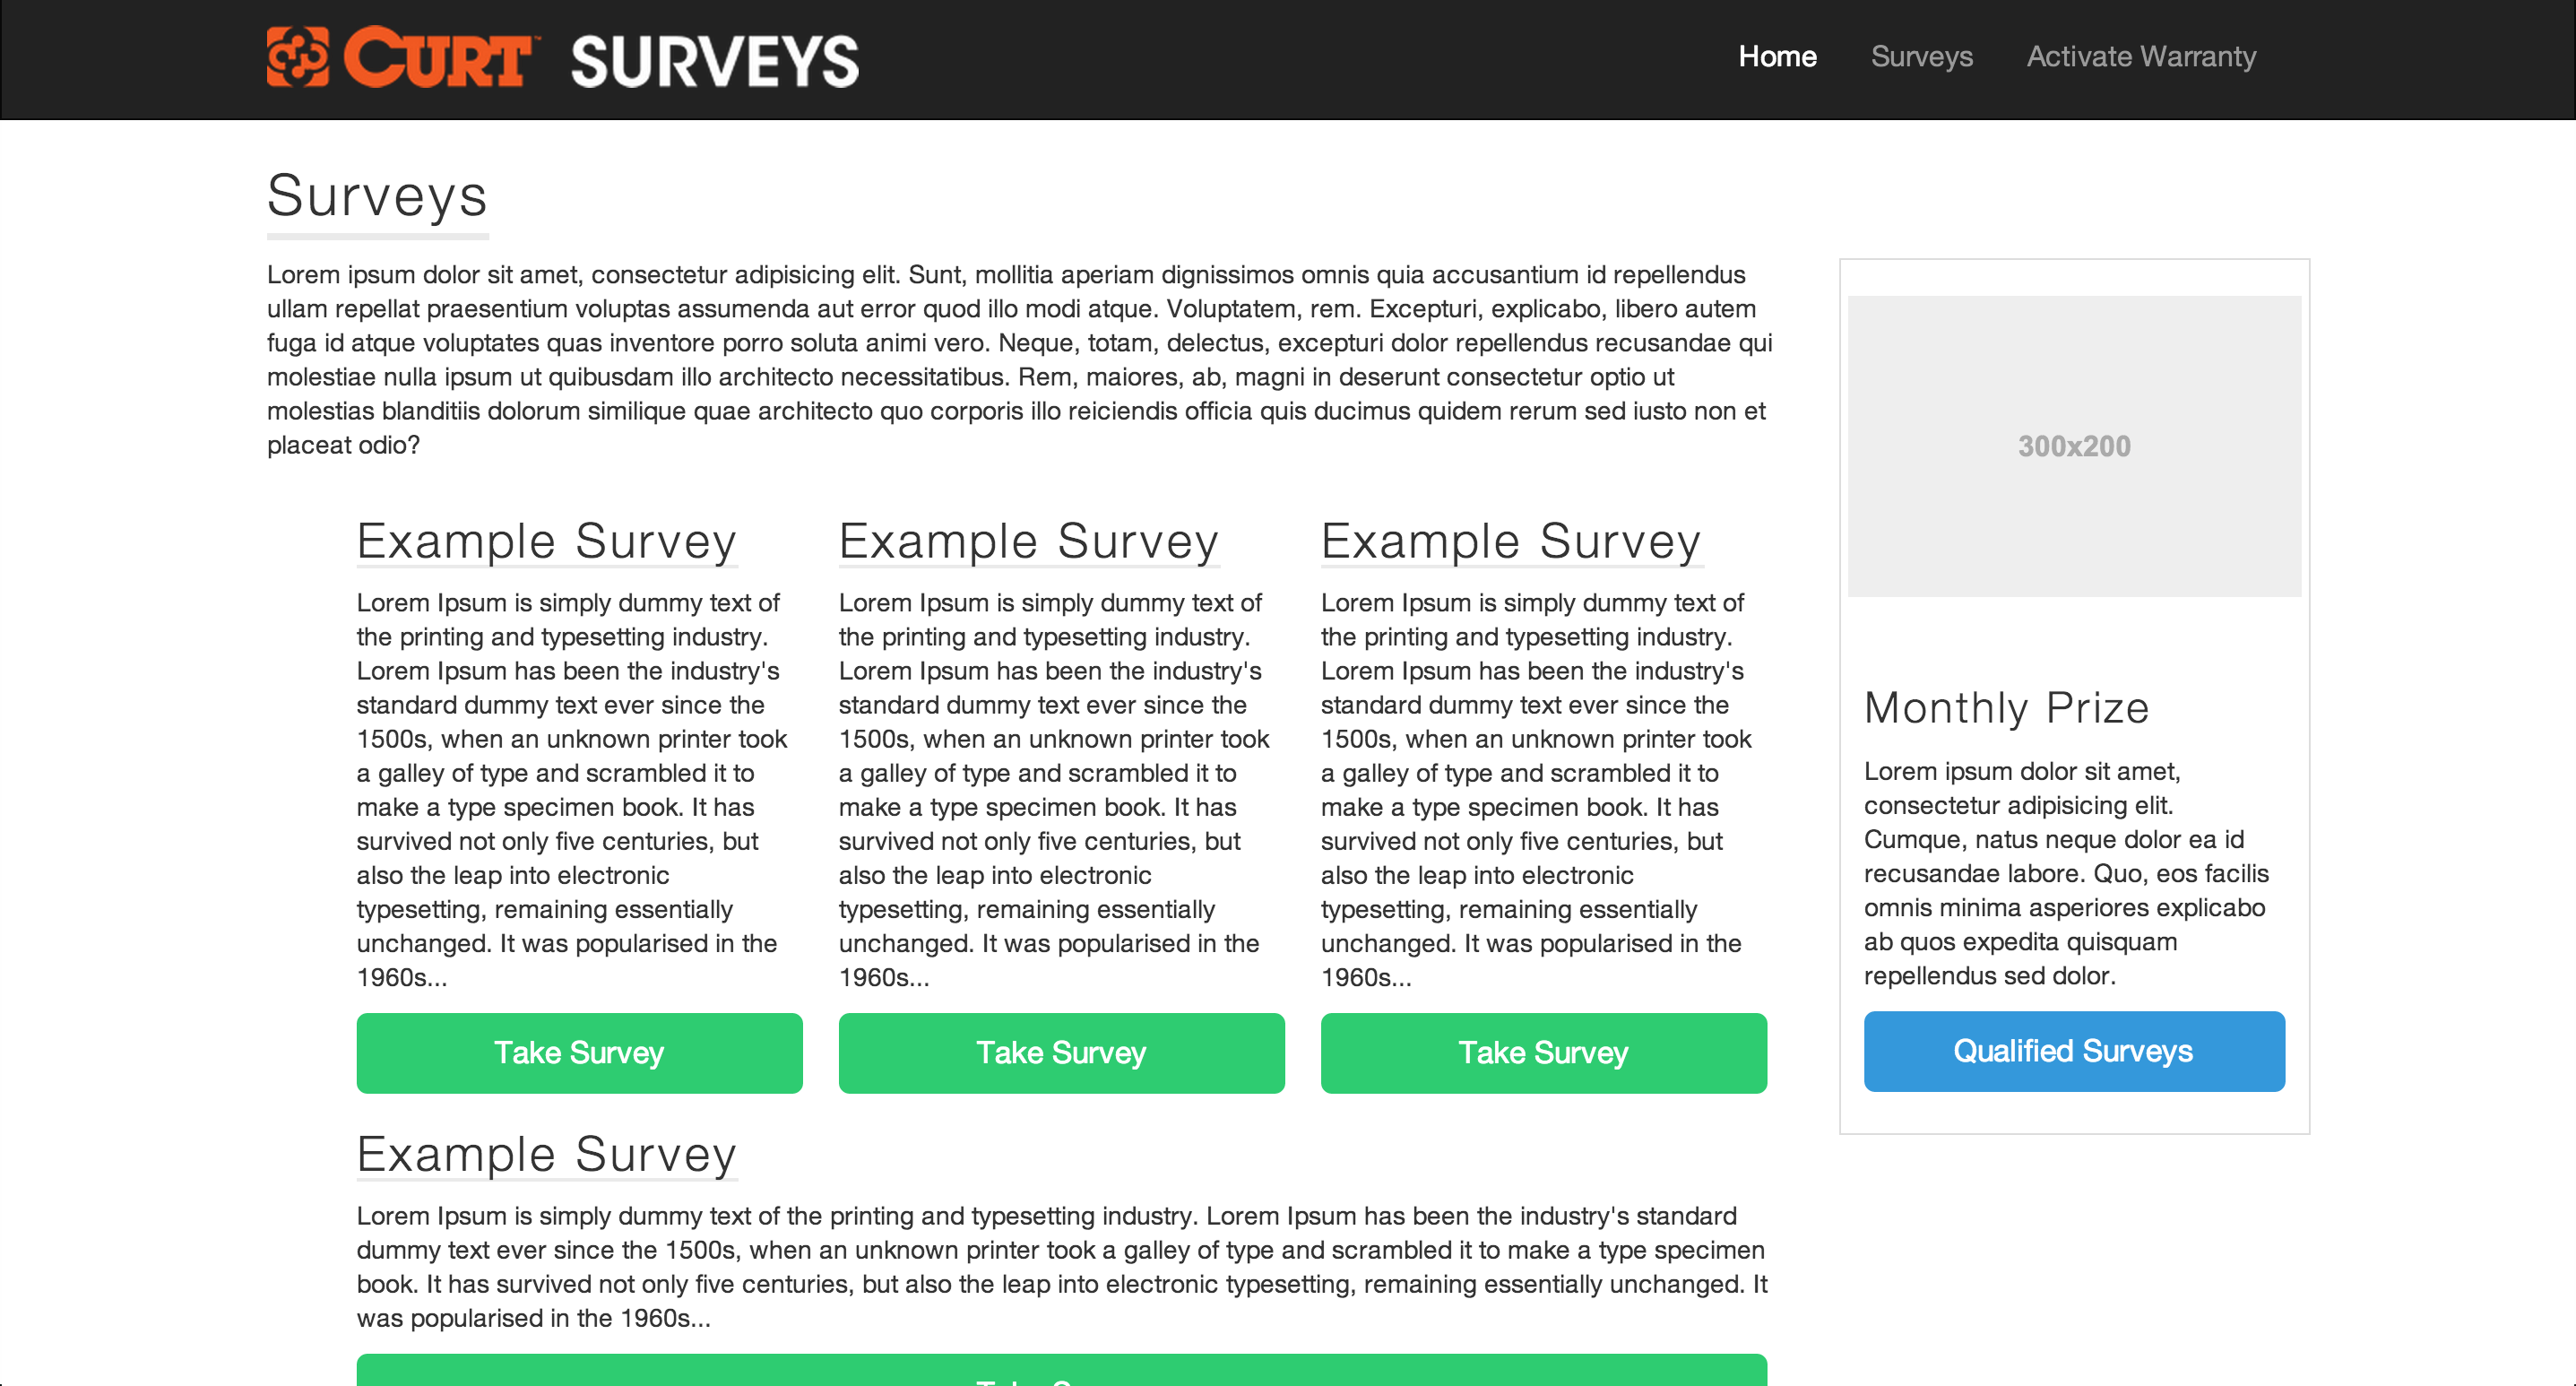 CURT™ SURVEYS
Home Surveys Activate Warranty
Surveys
Lorem ipsum dolor sit amet, consectetur adipisicing elit. Sunt, mollitia aperiam dignissimos omnis quia accusantium id repellendus
ullam repellat praesentium voluptas assumenda aut error quod illo modi atque. Voluptatem, rem. Excepturi, explicabo, libero autem
fuga id atque voluptates quas inventore porro soluta animi vero. Neque, totam, delectus, excepturi dolor repellendus recusandae qui
molestiae nulla ipsum ut quibusdam illo architecto necessitatibus. Rem, maiores, ab, magni in deserunt consectetur optio ut
molestias blanditiis dolorum similique quae architecto quo corporis illo reiciendis officia quis ducimus quidem rerum sed iusto non et
placeat odio?
Example Survey
Lorem Ipsum is simply dummy text of
the printing and typesetting industry.
Lorem Ipsum has been the industry's
standard dummy text ever since the
1500s, when an unknown printer took
a galley of type and scrambled it to
make a type specimen book. It has
survived not only five centuries, but
also the leap into electronic
typesetting, remaining essentially
unchanged. It was popularised in the
1960s...
Take Survey
Example Survey
Lorem Ipsum is simply dummy text of
the printing and typesetting industry.
Lorem Ipsum has been the industry's
standard dummy text ever since the
1500s, when an unknown printer took
a galley of type and scrambled it to
make a type specimen book. It has
survived not only five centuries, but
also the leap into electronic
typesetting, remaining essentially
unchanged. It was popularised in the
1960s...
Take Survey
Example Survey
Lorem Ipsum is simply dummy text of
the printing and typesetting industry.
Lorem Ipsum has been the industry's
standard dummy text ever since the
1500s, when an unknown printer took
a galley of type and scrambled it to
make a type specimen book. It has
survived not only five centuries, but
also the leap into electronic
typesetting, remaining essentially
unchanged. It was popularised in the
1960s...
Take Survey
Example Survey
Lorem Ipsum is simply dummy text of the printing and typesetting industry. Lorem Ipsum has been the industry's standard
dummy text ever since the 1500s, when an unknown printer took a galley of type and scrambled it to make a type specimen
book. It has survived not only five centuries, but also the leap into electronic typesetting, remaining essentially unchanged. It
was popularised in the 1960s...
300x200
Monthly Prize
Lorem ipsum dolor sit amet,
consectetur adipisicing elit.
Cumque, natus neque dolor ea id
recusandae labore. Quo, eos facilis
omnis minima asperiores explicabo
ab quos expedita quisquam
repellendus sed dolor.
Qualified Surveys